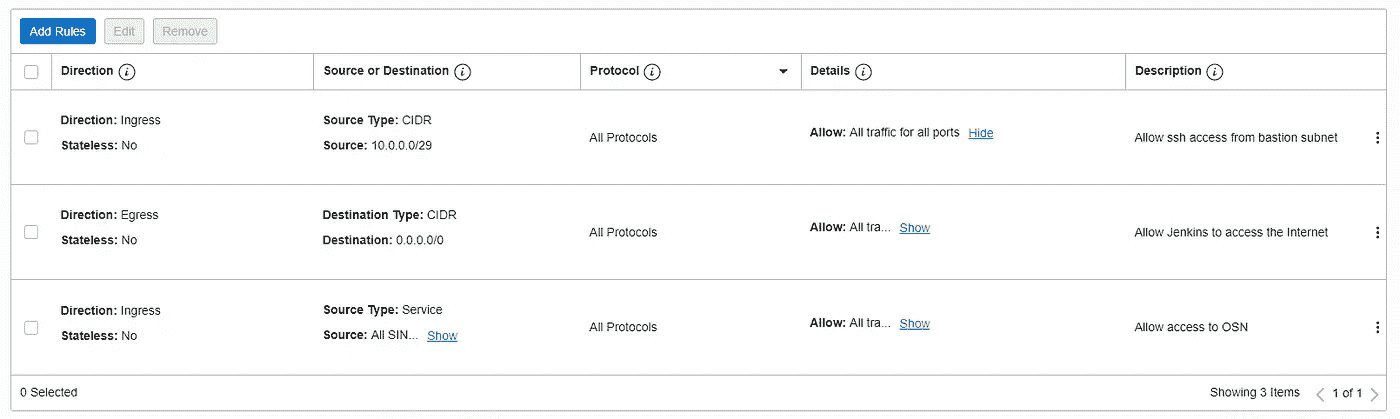 Add Rules Edit Remove
Direction Source or Destination Protocol Details Description
Direction: Ingress Source Type: CIDR
Stateless: No Source: 10.0.0.0/29 All Protocols Allow: All traffic for all ports Hide Allow ssh access from bastion subnet
Direction: Egress Destination Type: CIDR
Stateless: No Destination: 0.0.0.0/0 All Protocols Allow: All tra... Show Allow Jenkins to access the Internet
Direction: Ingress Source Type: Service
Stateless: No Source: All SIN... Show All Protocols Allow: All tra... Show Allow access to OSN
0 Selected Showing 3 Items 1 of 1